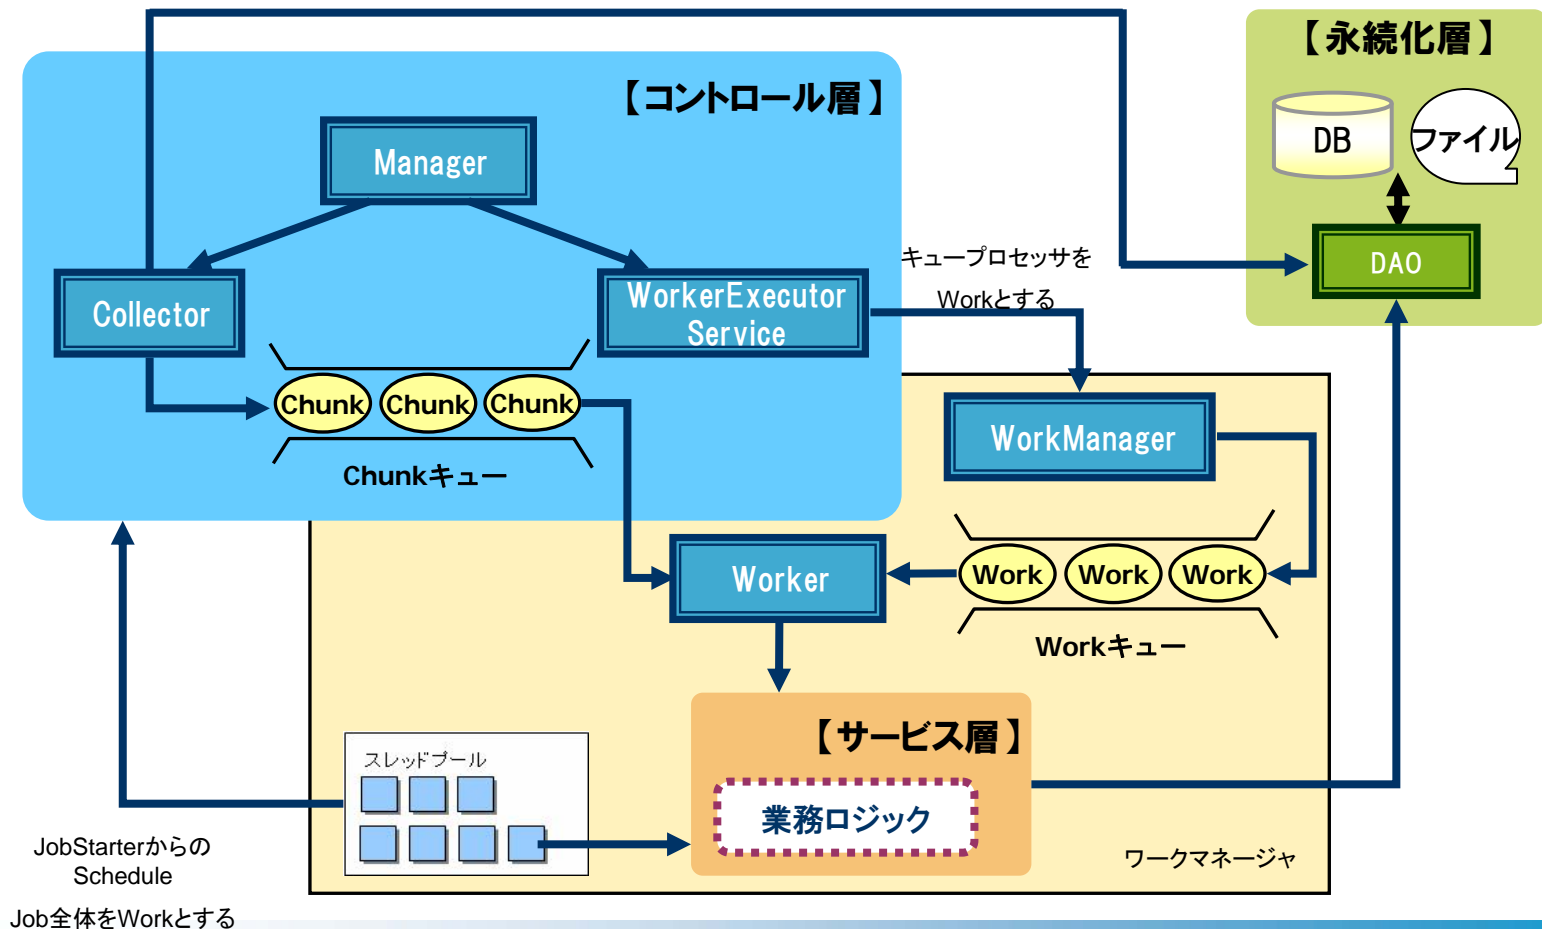 【コントロール層】
【永続化層】
Manager
DB
ファイル
キュープロセッサを
Workとする
DAO
Collector
WorkerExecutor
Service
Chunk
Chunk
Chunk
Chunkキュー
WorkManager
Worker
Work
Work
Work
Workキュー
【サービス層】
スレッドプール
業務ロジック
ワークマネージャ
JobStarterからの
Schedule
Job全体をWorkとする